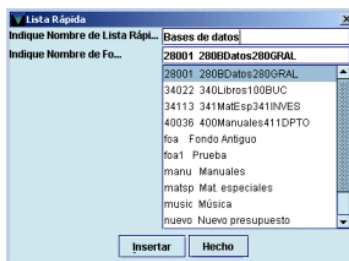 Lista Rápida
Indique Nombre de Lista Rápi... Bases de datos
Indique Nombre de Fo... 28001 280BDatos280GRAL
28001 280BDatos280GRAL
34022 340Libros100BUC
34113 341MatEsp341INVES
40036 400Manuales411DPTO
foa Fondo Antiguo
foa1 Prueba
manu Manuales
matsp Mat. especiales
music Música
nuevo Nuevo presupuesto
Insertar Hecho